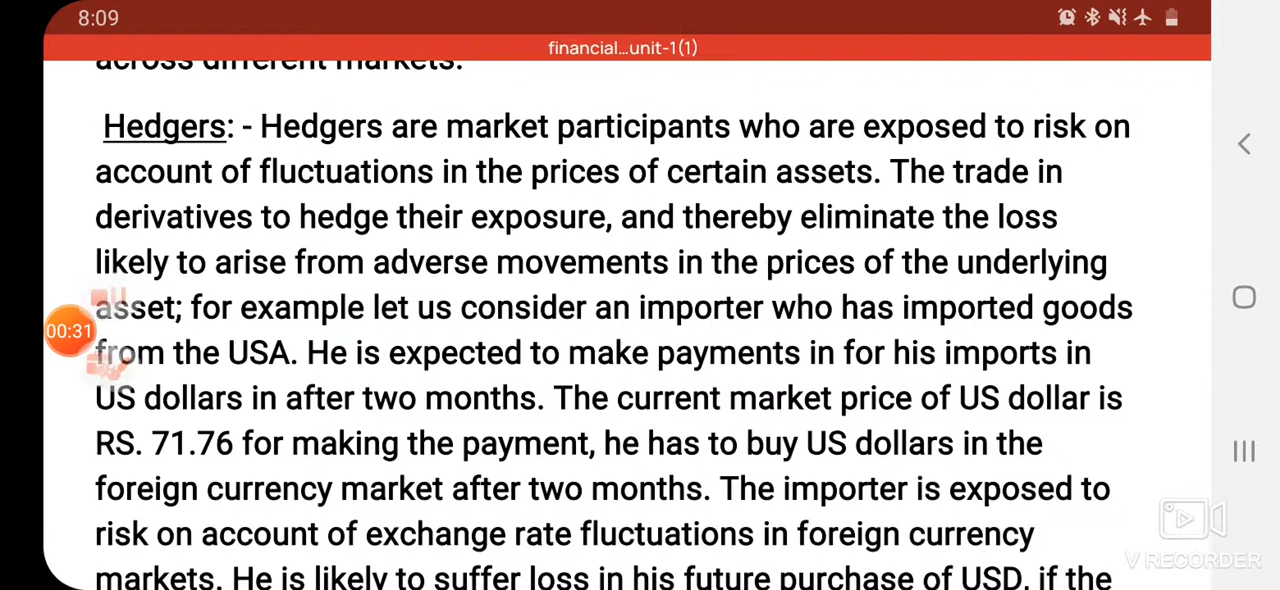 8:09
financial...unit-1(1)
across different markets.
Hedgers: - Hedgers are market participants who are exposed to risk on
account of fluctuations in the prices of certain assets. The trade in
derivatives to hedge their exposure, and thereby eliminate the loss
likely to arise from adverse movements in the prices of the underlying
asset; for example let us consider an importer who has imported goods
00:31
from the USA. He is expected to make payments in for his imports in
US dollars in after two months. The current market price of US dollar is
RS. 71.76 for making the payment, he has to buy US dollars in the
foreign currency market after two months. The importer is exposed to
risk on account of exchange rate fluctuations in foreign currency
V RECORDER
markets. He is likely to suffer loss in his future purchase of USD, if the